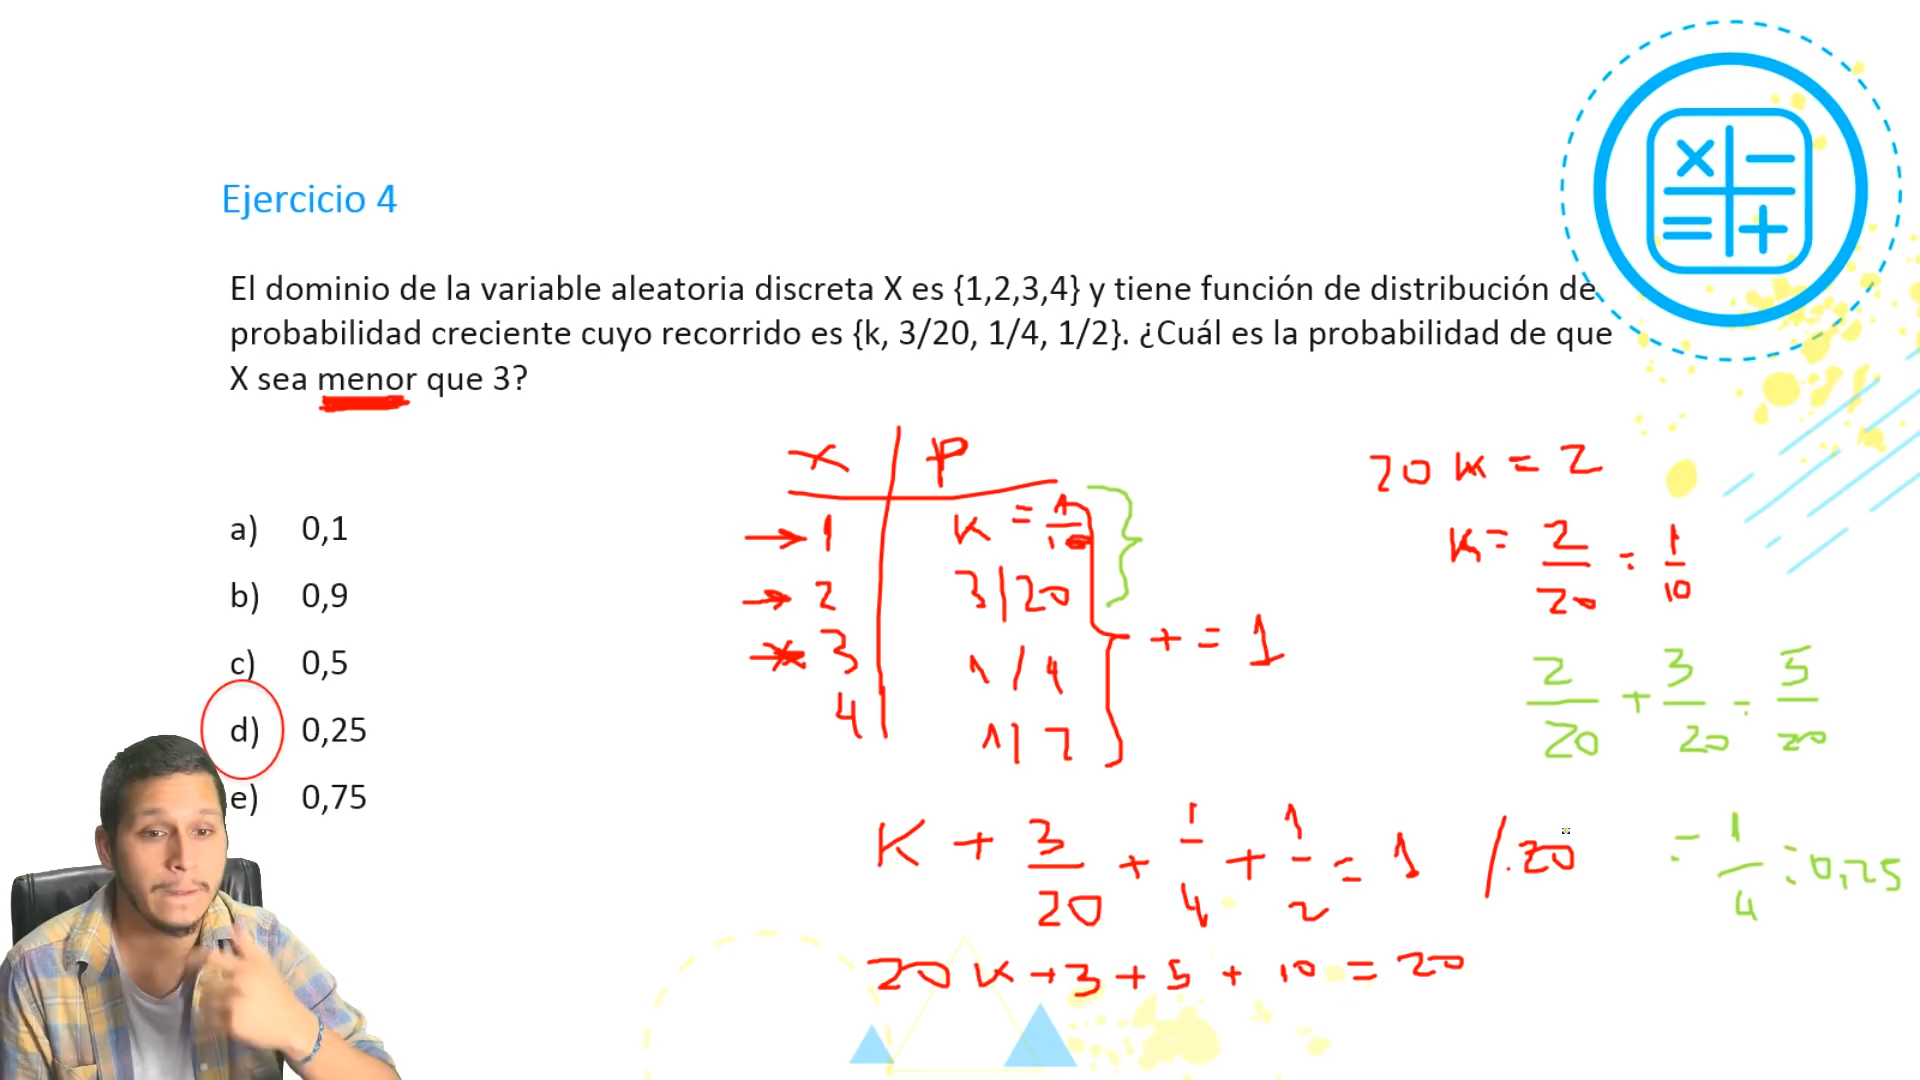 Ejercicio 4
El dominio de la variable aleatoria discreta X es {1,2,3,4} y tiene función de distribución de
probabilidad creciente cuyo recorrido es {k, 3/20, 1/4, 1/2}. ¿Cuál es la probabilidad de que
X sea menor que 3?
a) 0,1
b) 0,9
c) 0,5
d) 0,25
e) 0,75
x p
1 k = 1/10
2 3/20
3 1/4
4 1/2
+ = 1
K + 3/20 + 1/4 + 1/2 = 1 /·20
20 k + 3 + 5 + 10 = 20
20 k = 2
k = 2/20 = 1/10
2/20 + 3/20 = 5/20
= 1/4 = 0,25